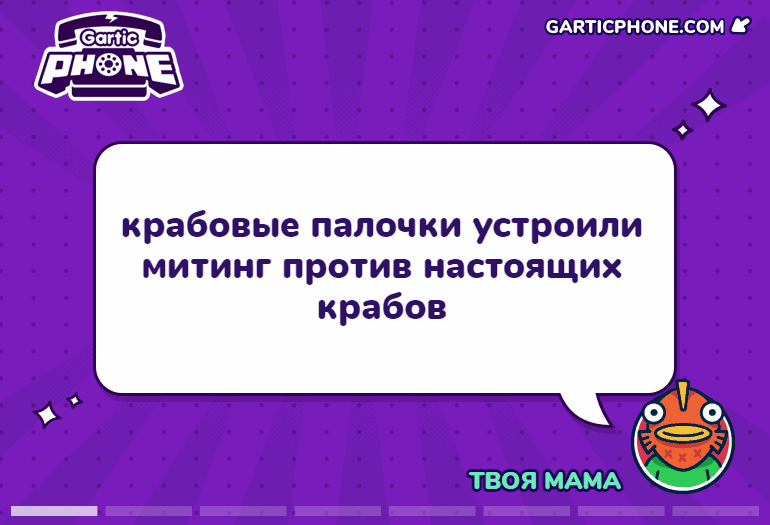 Gartic
PHONE
GARTICPHONE.COM
крабовые палочки устроили
митинг против настоящих
крабов
ТВОЯ МАМА